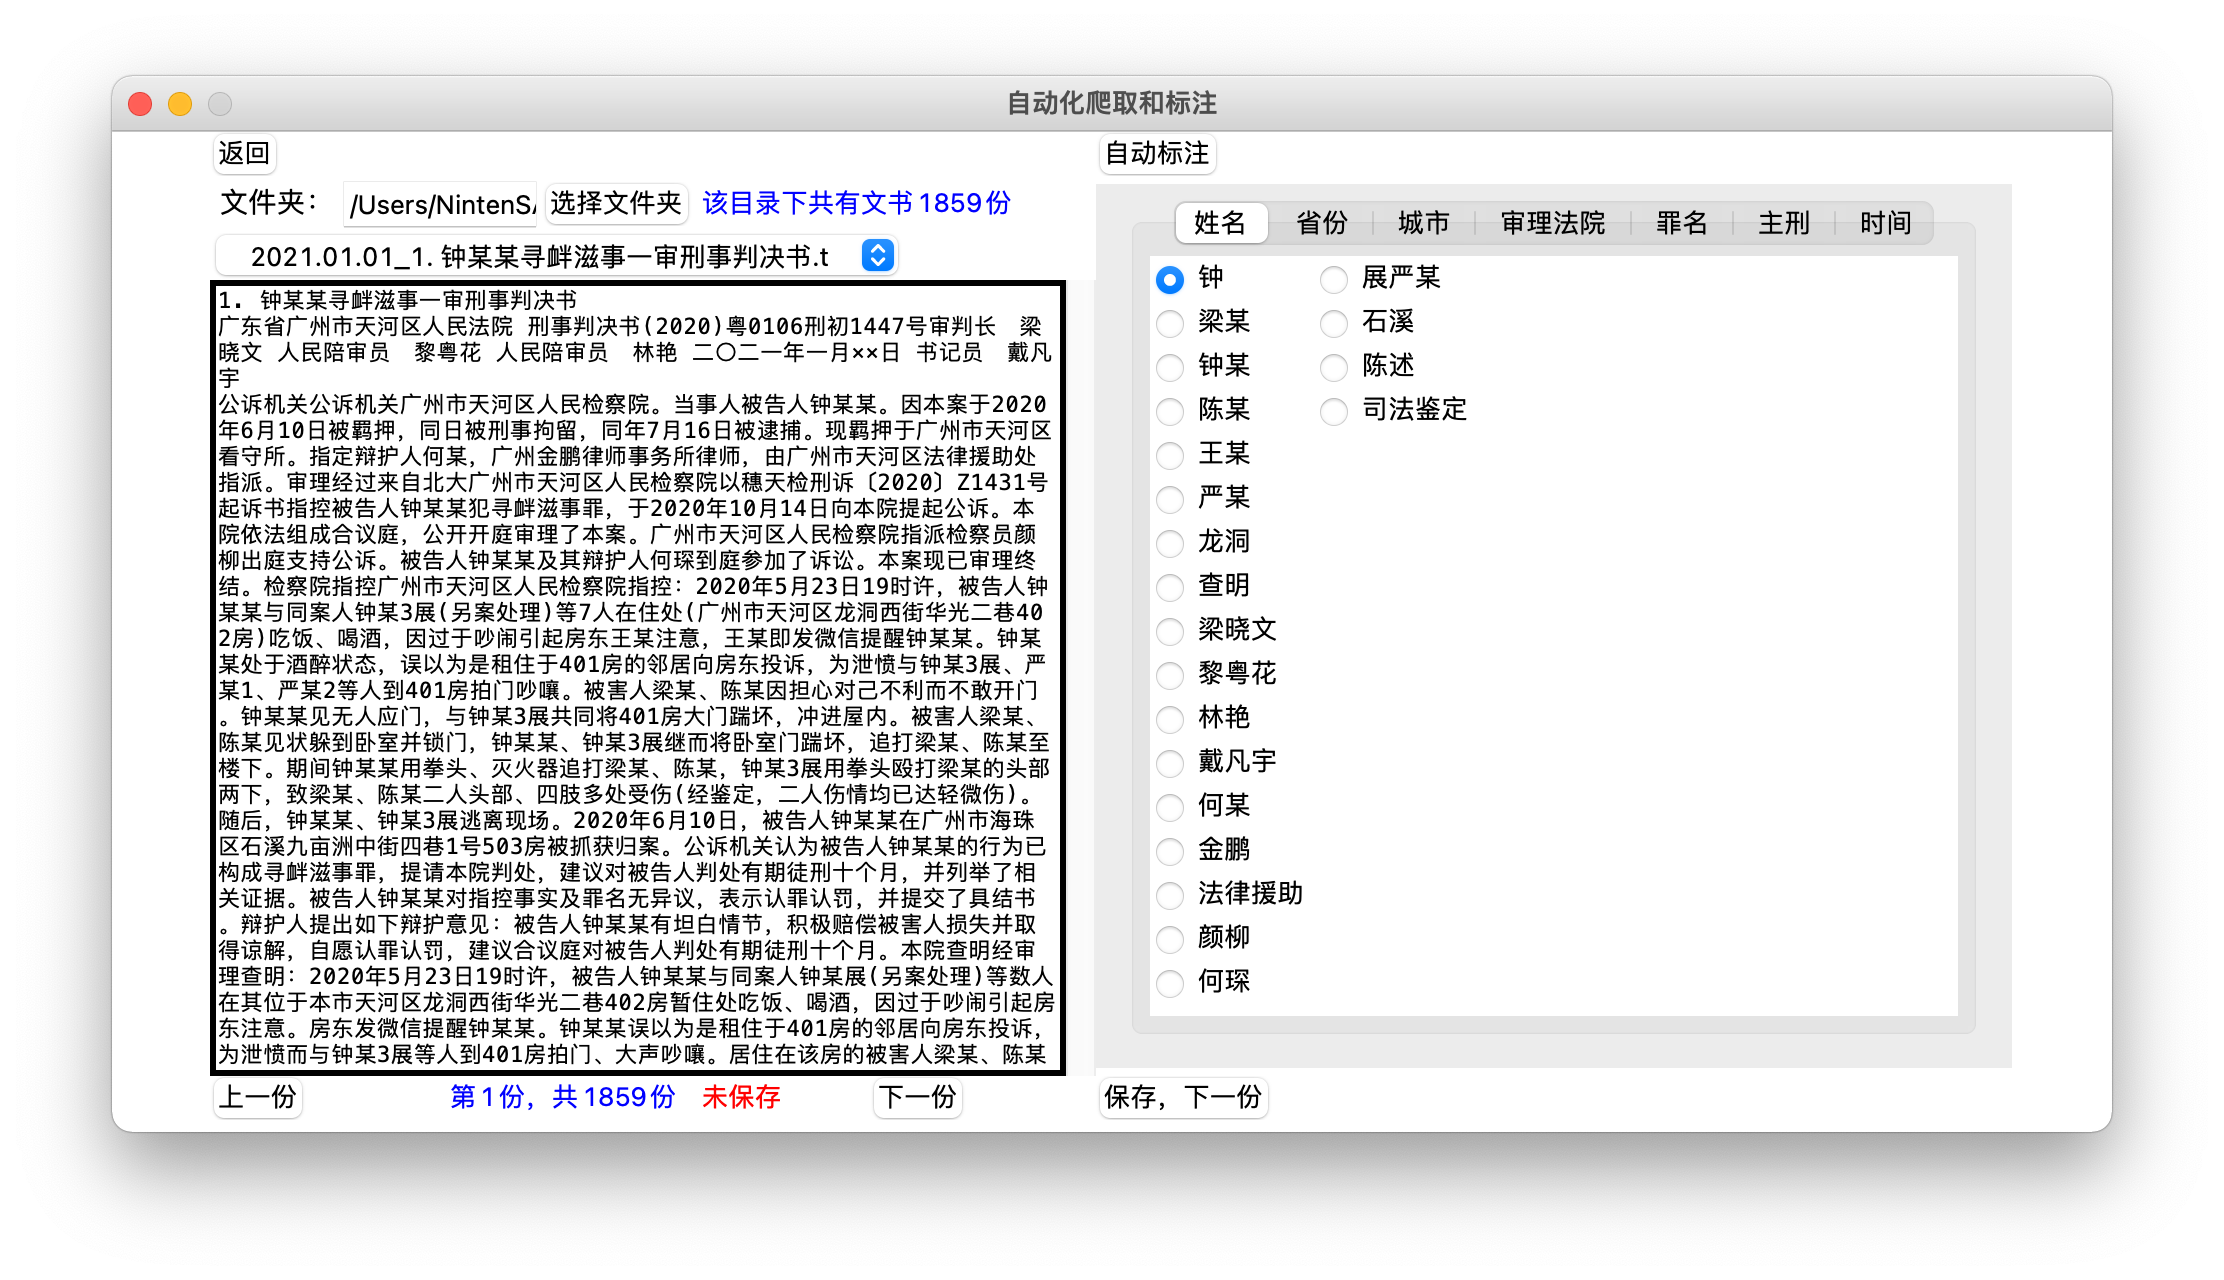 自动化爬取和标注
返回
文件夹：
/Users/NintenS
选择文件夹
该目录下共有文书1859份
2021.01.01_1. 钟某某寻衅滋事一审刑事判决书.t
1. 钟某某寻衅滋事一审刑事判决书
广东省广州市天河区人民法院 刑事判决书(2020)粤0106刑初1447号审判长 梁
晓文 人民陪审员 黎粤花 人民陪审员 林艳 二〇二一年一月××日 书记员 戴凡
宇
公诉机关公诉机关广州市天河区人民检察院。当事人被告人钟某某。因本案于2020
年6月10日被羁押，同日被刑事拘留，同年7月16日被逮捕。现羁押于广州市天河区
看守所。指定辩护人何某，广州金鹏律师事务所律师，由广州市天河区法律援助处
指派。审理经过来自北大广州市天河区人民检察院以穗天检刑诉〔2020〕Z1431号
起诉书指控被告人钟某某犯寻衅滋事罪，于2020年10月14日向本院提起公诉。本
院依法组成合议庭，公开开庭审理了本案。广州市天河区人民检察院指派检察员颜
柳出庭支持公诉。被告人钟某某及其辩护人何琛到庭参加了诉讼。本案现已审理终
结。检察院指控广州市天河区人民检察院指控：2020年5月23日19时许，被告人钟
某某与同案人钟某3展(另案处理)等7人在住处(广州市天河区龙洞西街华光二巷40
2房)吃饭、喝酒，因过于吵闹引起房东王某注意，王某即发微信提醒钟某某。钟某
某处于酒醉状态，误以为是租住于401房的邻居向房东投诉，为泄愤与钟某3展、严
某1、严某2等人到401房拍门吵嚷。被害人梁某、陈某因担心对己不利而不敢开门
。钟某某见无人应门，与钟某3展共同将401房大门踹坏，冲进屋内。被害人梁某、
陈某见状躲到卧室并锁门，钟某某、钟某3展继而将卧室门踹坏，追打梁某、陈某至
楼下。期间钟某某用拳头、灭火器追打梁某、陈某，钟某3展用拳头殴打梁某的头部
两下，致梁某、陈某二人头部、四肢多处受伤(经鉴定，二人伤情均已达轻微伤)。
随后，钟某某、钟某3展逃离现场。2020年6月10日，被告人钟某某在广州市海珠
区石溪九亩洲中街四巷1号503房被抓获归案。公诉机关认为被告人钟某某的行为已
构成寻衅滋事罪，提请本院判处，建议对被告人判处有期徒刑十个月，并列举了相
关证据。被告人钟某某对指控事实及罪名无异议，表示认罪认罚，并提交了具结书
。辩护人提出如下辩护意见：被告人钟某某有坦白情节，积极赔偿被害人损失并取
得谅解，自愿认罪认罚，建议合议庭对被告人判处有期徒刑十个月。本院查明经审
理查明：2020年5月23日19时许，被告人钟某某与同案人钟某展(另案处理)等数人
在其位于本市天河区龙洞西街华光二巷402房暂住处吃饭、喝酒，因过于吵闹引起房
东注意。房东发微信提醒钟某某。钟某某误以为是租住于401房的邻居向房东投诉，
为泄愤而与钟某3展等人到401房拍门、大声吵嚷。居住在该房的被害人梁某、陈某
上一份
第1份，共1859份
未保存
下一份
自动标注
姓名
省份
城市
审理法院
罪名
主刑
时间
钟
梁某
钟某
陈某
王某
严某
龙洞
查明
梁晓文
黎粤花
林艳
戴凡宇
何某
金鹏
法律援助
颜柳
何琛
展严某
石溪
陈述
司法鉴定
保存，下一份